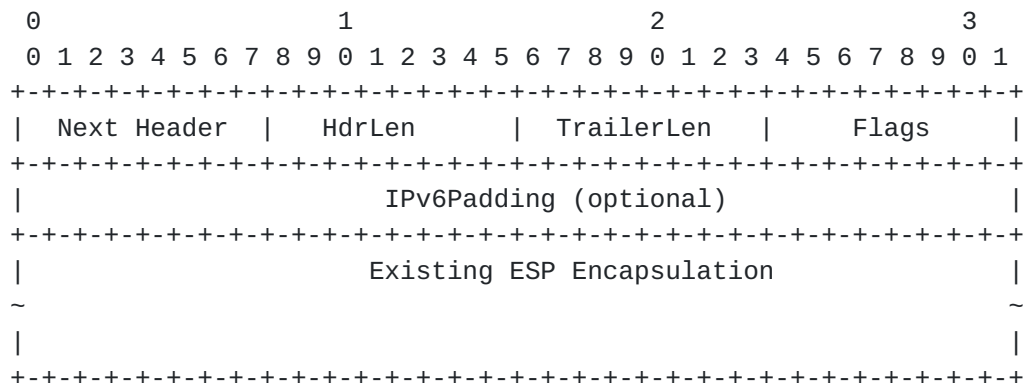 0                   1                   2                   3
 0 1 2 3 4 5 6 7 8 9 0 1 2 3 4 5 6 7 8 9 0 1 2 3 4 5 6 7 8 9 0 1
+-+-+-+-+-+-+-+-+-+-+-+-+-+-+-+-+-+-+-+-+-+-+-+-+-+-+-+-+-+-+-+-+
|  Next Header  |   HdrLen      |  TrailerLen   |     Flags     |
+-+-+-+-+-+-+-+-+-+-+-+-+-+-+-+-+-+-+-+-+-+-+-+-+-+-+-+-+-+-+-+-+
|                       IPv6Padding (optional)                  |
+-+-+-+-+-+-+-+-+-+-+-+-+-+-+-+-+-+-+-+-+-+-+-+-+-+-+-+-+-+-+-+-+
|                      Existing ESP Encapsulation               |
~                                                               ~
|                                                               |
+-+-+-+-+-+-+-+-+-+-+-+-+-+-+-+-+-+-+-+-+-+-+-+-+-+-+-+-+-+-+-+-+